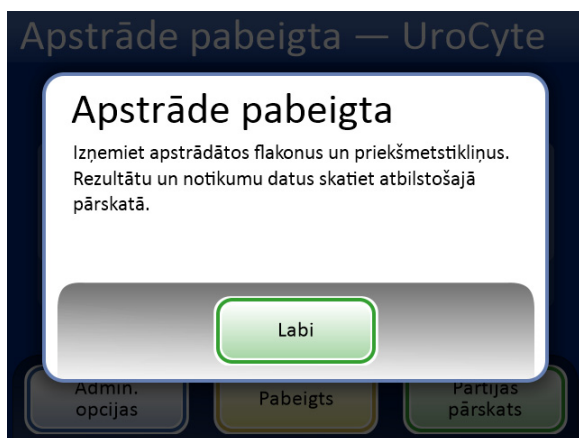 Apstrāde pabeigta — UroCyte
Apstrāde pabeigta
Izņemiet apstrādātos flakonus un priekšmetstikliņus.
Rezultātu un notikumu datus skatiet atbilstošajā
pārskatā.
Labi
Admin.
opcijas
Pabeigts
Partijas
pārskats